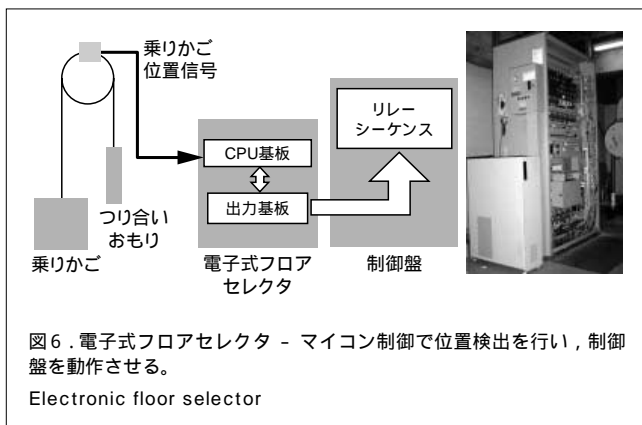 乗りかご
位置信号
リレー
シーケンス
CPU基板
出力基板
つり合い
おもり
乗りかご
電子式フロア
セレクタ
制御盤
図6．電子式フロアセレクタ － マイコン制御で位置検出を行い，制御
盤を動作させる。
Electronic floor selector